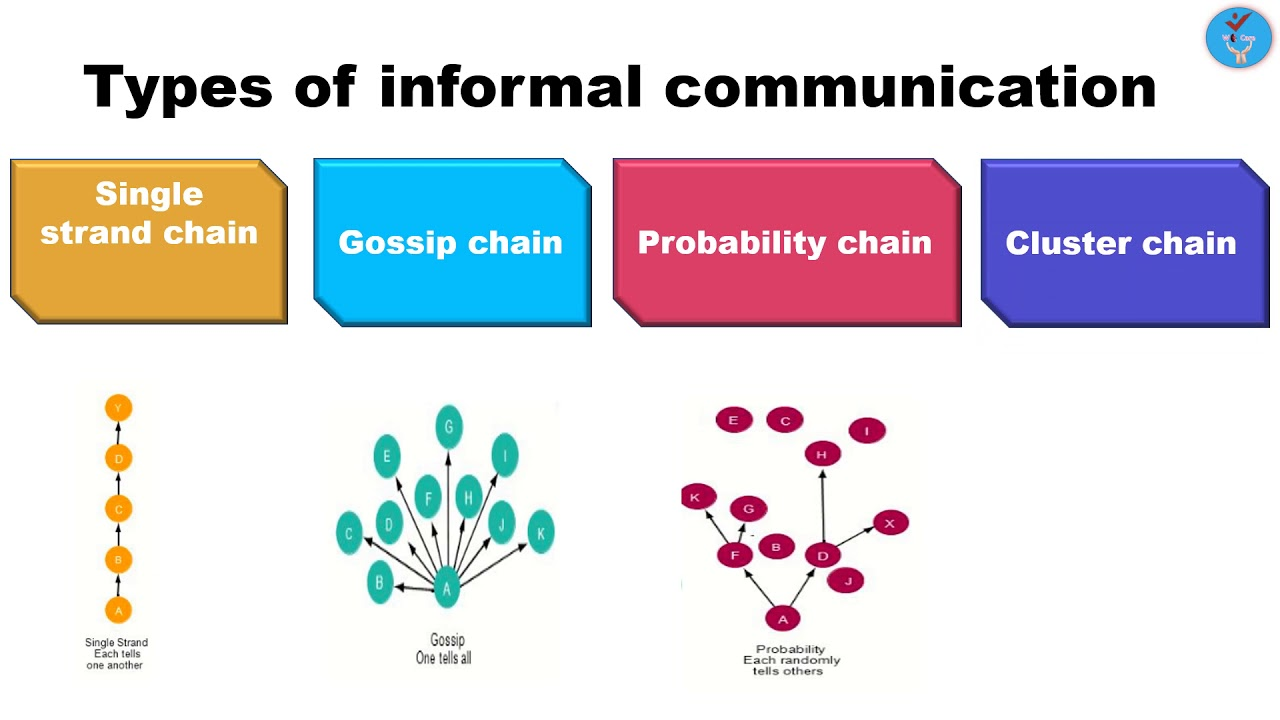 Types of informal communication
Single
strand chain
Gossip chain
Probability chain
Cluster chain
Y
D
C
B
A
Single Strand
Each tells
one another
G
E
I
F
H
D
J
C
K
B
A
Gossip
One tells all
E
C
I
H
K
G
X
F
B
D
J
A
Probability
Each randomly
tells others